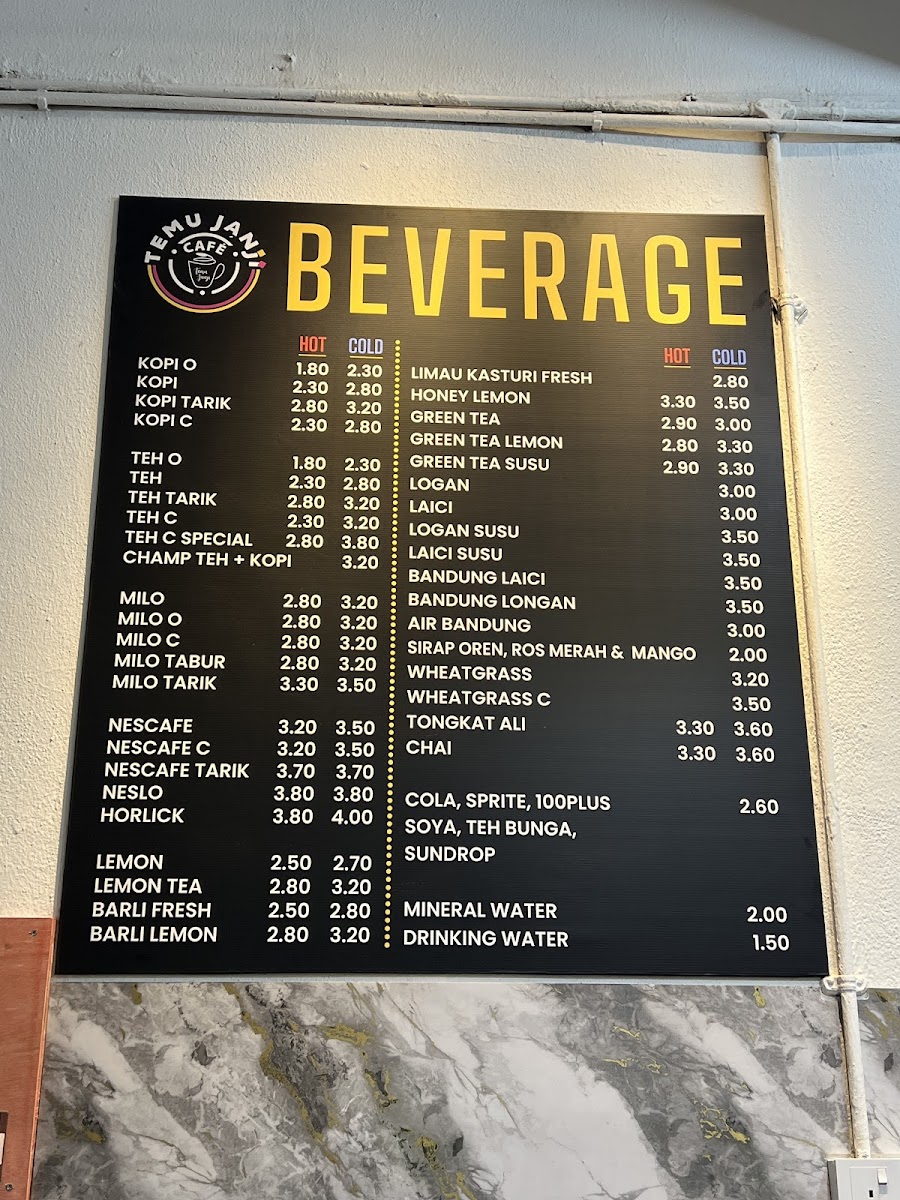 TEMU JANJI
CAFÉ
Temu
Janji
BEVERAGE
HOT COLD
KOPI O 1.80 2.30
KOPI 2.30 2.80
KOPI TARIK 2.80 3.20
KOPI C 2.30 2.80
TEH O 1.80 2.30
TEH 2.30 2.80
TEH TARIK 2.80 3.20
TEH C 2.30 3.20
TEH C SPECIAL 2.80 3.80
CHAMP TEH + KOPI 3.20
MILO 2.80 3.20
MILO O 2.80 3.20
MILO C 2.80 3.20
MILO TABUR 2.80 3.20
MILO TARIK 3.30 3.50
NESCAFE 3.20 3.50
NESCAFE C 3.20 3.50
NESCAFE TARIK 3.70 3.70
NESLO 3.80 3.80
HORLICK 3.80 4.00
LEMON 2.50 2.70
LEMON TEA 2.80 3.20
BARLI FRESH 2.50 2.80
BARLI LEMON 2.80 3.20
HOT COLD
LIMAU KASTURI FRESH 2.80
HONEY LEMON 3.30 3.50
GREEN TEA 2.90 3.00
GREEN TEA LEMON 2.80 3.30
GREEN TEA SUSU 2.90 3.30
LOGAN 3.00
LAICI 3.00
LOGAN SUSU 3.50
LAICI SUSU 3.50
BANDUNG LAICI 3.50
BANDUNG LONGAN 3.50
AIR BANDUNG 3.00
SIRAP OREN, ROS MERAH & MANGO 2.00
WHEATGRASS 3.20
WHEATGRASS C 3.50
TONGKAT ALI 3.30 3.60
CHAI 3.30 3.60
COLA, SPRITE, 100PLUS 2.60
SOYA, TEH BUNGA,
SUNDROP
MINERAL WATER 2.00
DRINKING WATER 1.50